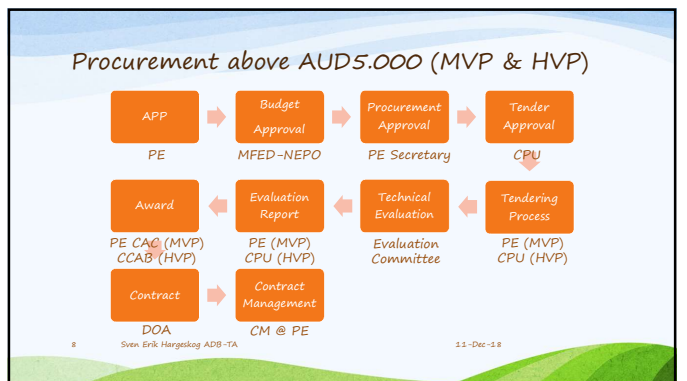 Procurement above AUD5.000 (MVP & HVP)
APP
Budget
Approval
Procurement
Approval
Tender
Approval
PE
MFED-NEPO
PE Secretary
CPU
Award
Evaluation
Report
Technical
Evaluation
Tendering
Process
PE CAC (MVP)
CCAB (HVP)
PE (MVP)
CPU (HVP)
Evaluation
Committee
PE (MVP)
CPU (HVP)
Contract
Contract
Management
DOA
CM @ PE
8
Sven Erik Hargeskog ADB-TA
11-Dec-18